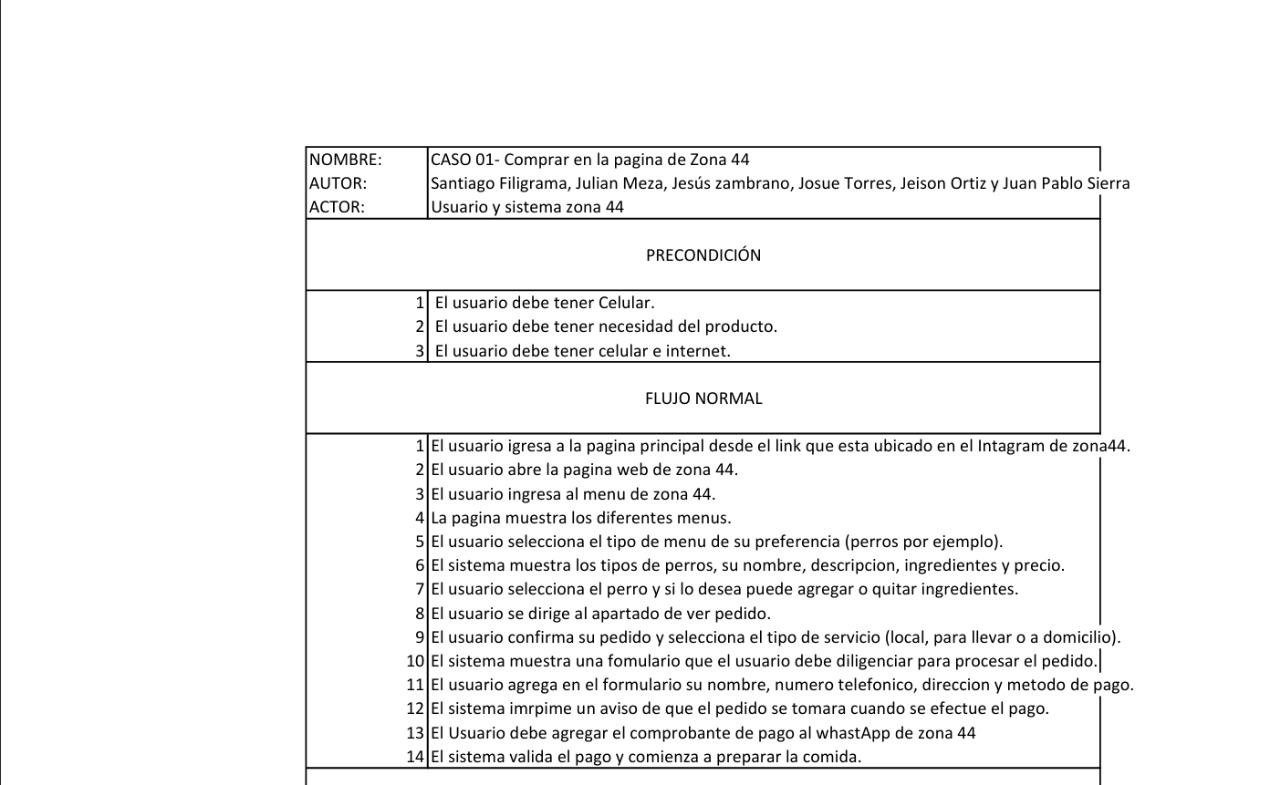 NOMBRE: CASO 01- Comprar en la pagina de Zona 44
AUTOR: Santiago Filigrama, Julian Meza, Jesús zambrano, Josue Torres, Jeison Ortiz y Juan Pablo Sierra
ACTOR: Usuario y sistema zona 44
PRECONDICIÓN
1 El usuario debe tener Celular.
2 El usuario debe tener necesidad del producto.
3 El usuario debe tener celular e internet.
FLUJO NORMAL
1 El usuario igresa a la pagina principal desde el link que esta ubicado en el Intagram de zona44.
2 El usuario abre la pagina web de zona 44.
3 El usuario ingresa al menu de zona 44.
4 La pagina muestra los diferentes menus.
5 El usuario selecciona el tipo de menu de su preferencia (perros por ejemplo).
6 El sistema muestra los tipos de perros, su nombre, descripcion, ingredientes y precio.
7 El usuario selecciona el perro y si lo desea puede agregar o quitar ingredientes.
8 El usuario se dirige al apartado de ver pedido.
9 El usuario confirma su pedido y selecciona el tipo de servicio (local, para llevar o a domicilio).
10 El sistema muestra una fomulario que el usuario debe diligenciar para procesar el pedido.
11 El usuario agrega en el formulario su nombre, numero telefonico, direccion y metodo de pago.
12 El sistema imrpime un aviso de que el pedido se tomara cuando se efectue el pago.
13 El Usuario debe agregar el comprobante de pago al whastApp de zona 44
14 El sistema valida el pago y comienza a preparar la comida.